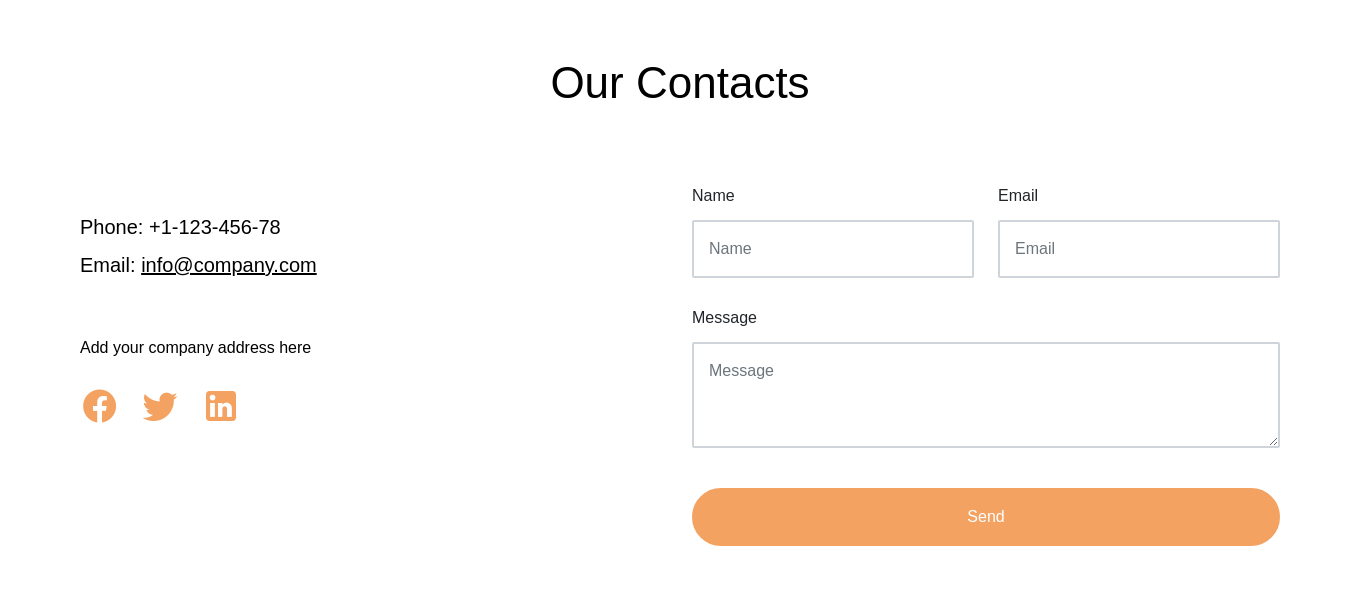 Our Contacts
Phone: +1-123-456-78
Email: info@company.com
Add your company address here
Name
Email
Name
Email
Message
Message
Send